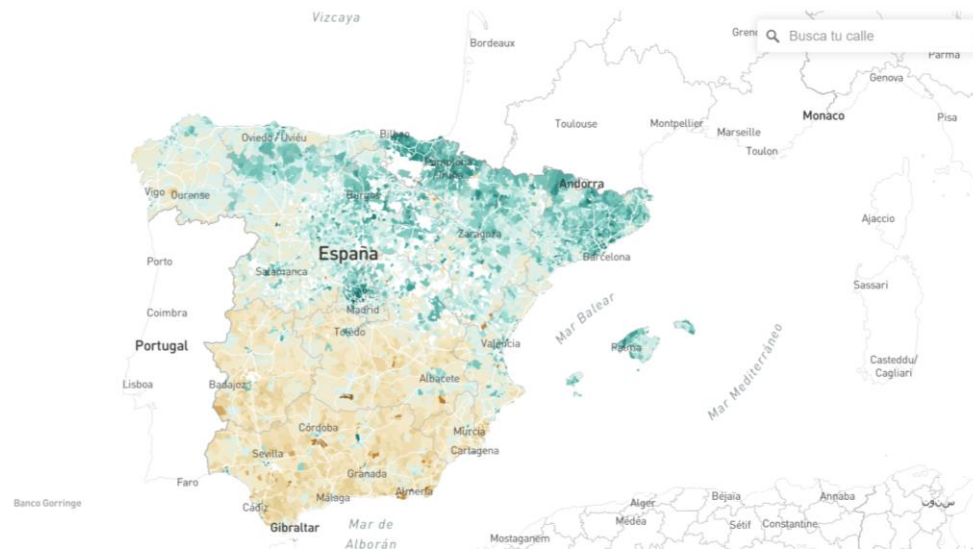 Vizcaya
Bordeaux
Busca tu calle
Parma
Genova
Monaco
Toulouse
Montpellier
Marseille
Pisa
Toulon
Oviedo / Uviéu
Bilbao
Pamplona
Andorra
Vigo
Ourense
Burgos
Ajaccio
Zaragoza
España
Barcelona
Porto
Salamanca
Sassari
Madrid
Mar Balear
Coimbra
Toledo
Portugal
Valencia
Palma
Casteddu/
Cagliari
Lisboa
Badajoz
Albacete
Mar Mediterráneo
Córdoba
Murcia
Sevilla
Cartagena
Granada
Faro
Almería
Málaga
Banco Gorringe
Cádiz
Alger
Béjaïa
Annaba
Gibraltar
Mar de
Alborán
Médéa
Sétif
Constantine
Mostaganem